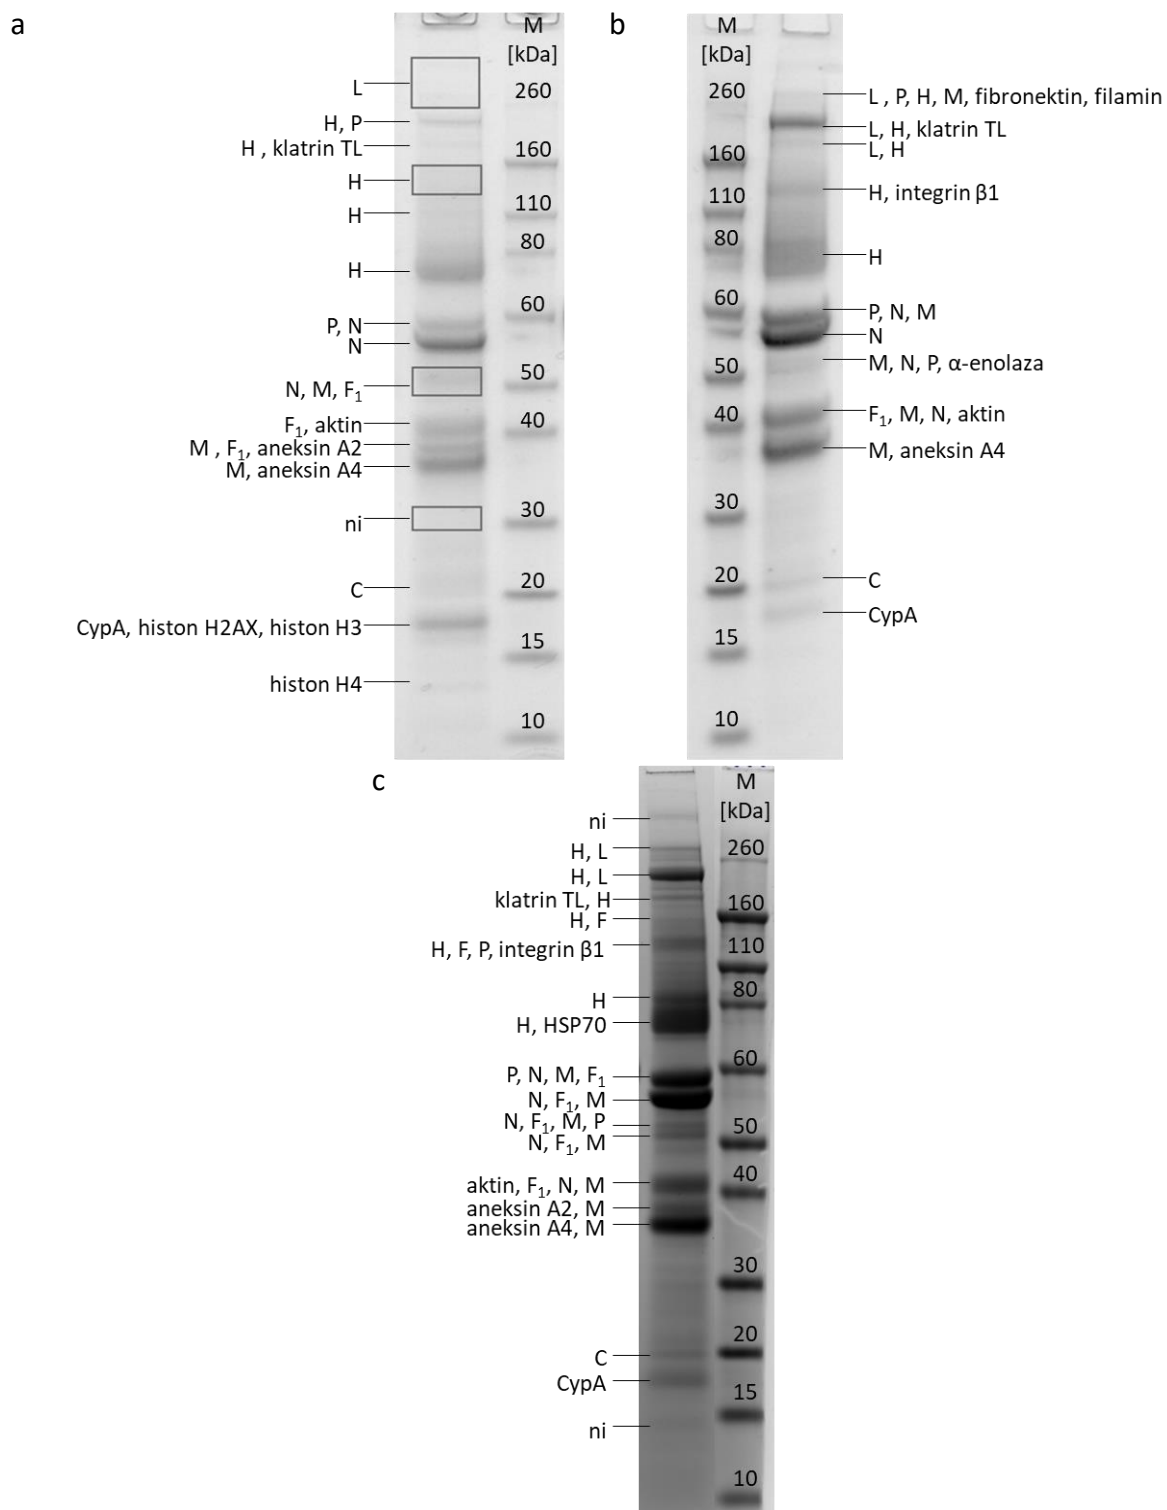 a
M
[kDa]
L
260
H, P
H , klatrin TL
160
H
H
110
80
H
60
P, N
N
50
N, M, F₁
F₁, aktin
40
M , F₁, aneksin A2
M, aneksin A4
30
ni
20
C
CypA, histon H2AX, histon H3
15
histon H4
10
b
M
[kDa]
260
L , P, H, M, fibronektin, filamin
L, H, klatrin TL
L, H
160
H, integrin β1
110
80
H
60
P, N, M
N
M, N, P, α-enolaza
50
F₁, M, N, aktin
40
M, aneksin A4
30
20
C
CypA
15
10
c
M
[kDa]
ni
H, L
260
H, L
klatrin TL, H
160
H, F
H, F, P, integrin β1
110
80
H
H, HSP70
60
P, N, M, F₁
N, F₁, M
N, F₁, M, P
50
N, F₁, M
aktin, F₁, N, M
40
aneksin A2, M
aneksin A4, M
30
20
C
CypA
15
ni
10